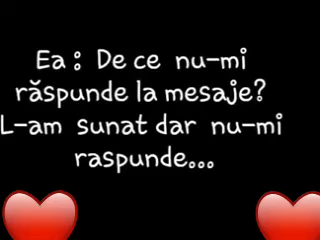 Ea : De ce nu-mi
răspunde la mesaje?
L-am sunat dar nu-mi
raspunde...